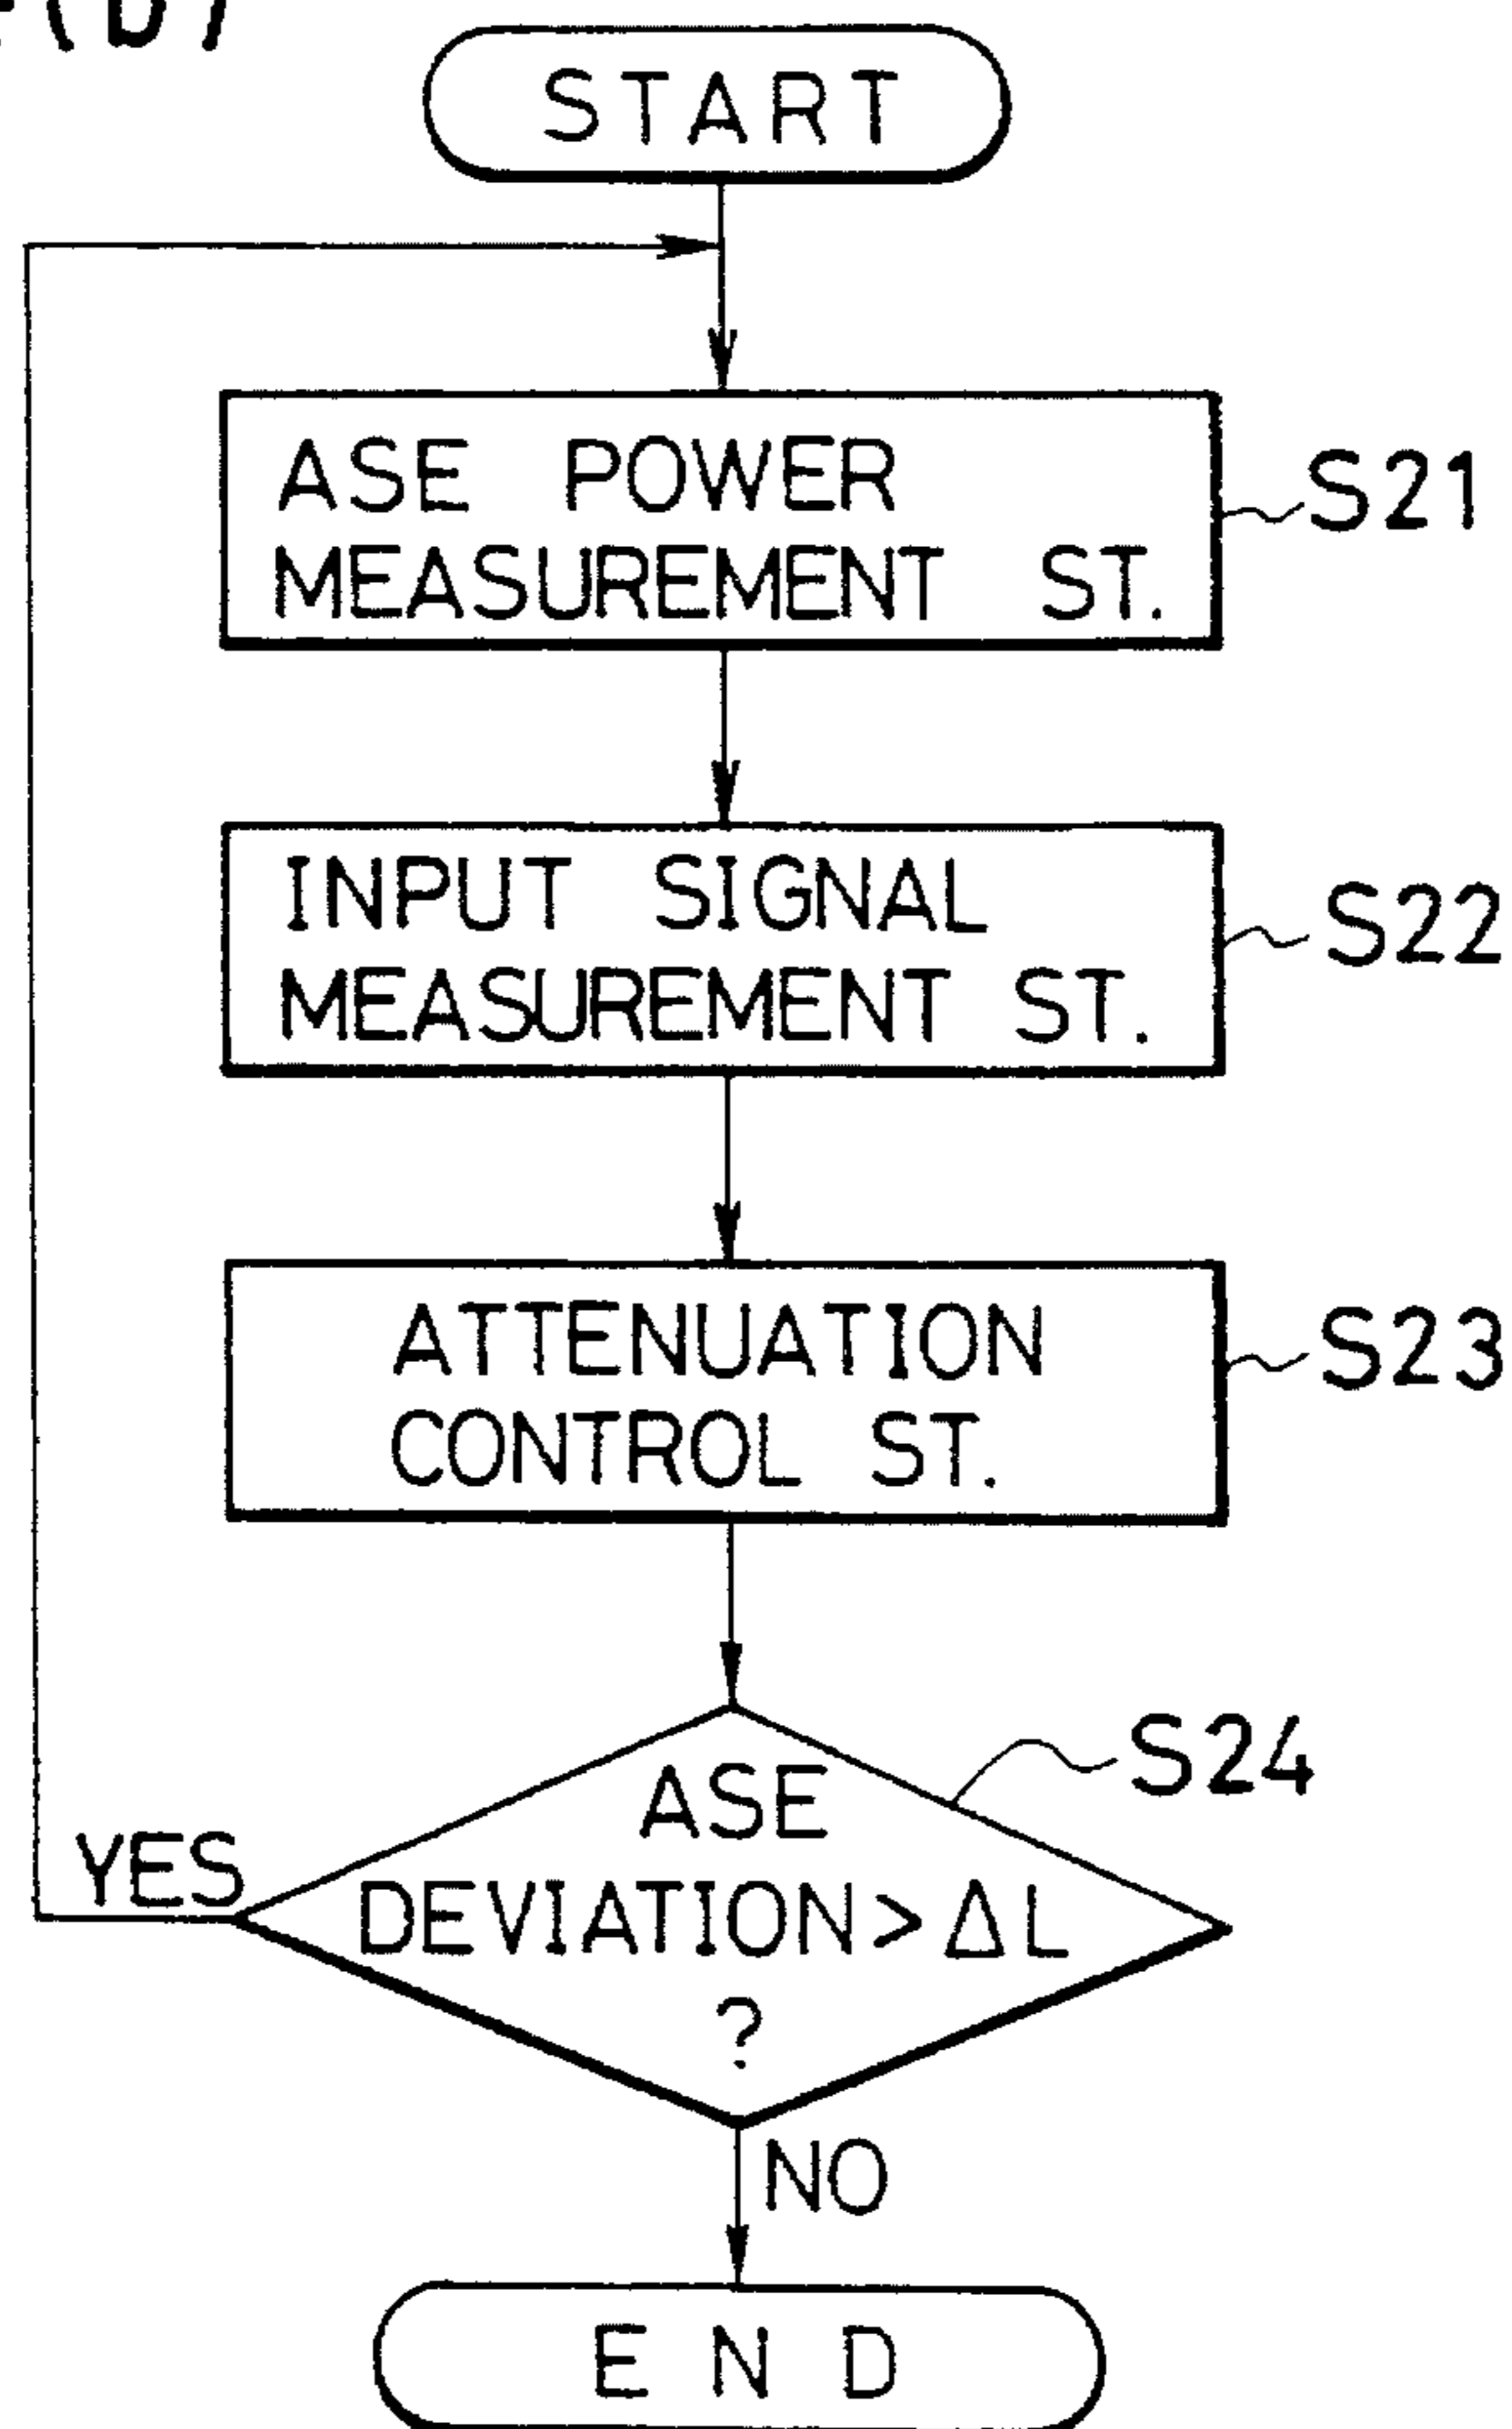 (b)
START
ASE POWER
MEASUREMENT ST.
S21
INPUT SIGNAL
MEASUREMENT ST.
S22
ATTENUATION
CONTROL ST.
S23
ASE
DEVIATION>ΔL
?
S24
YES
NO
END